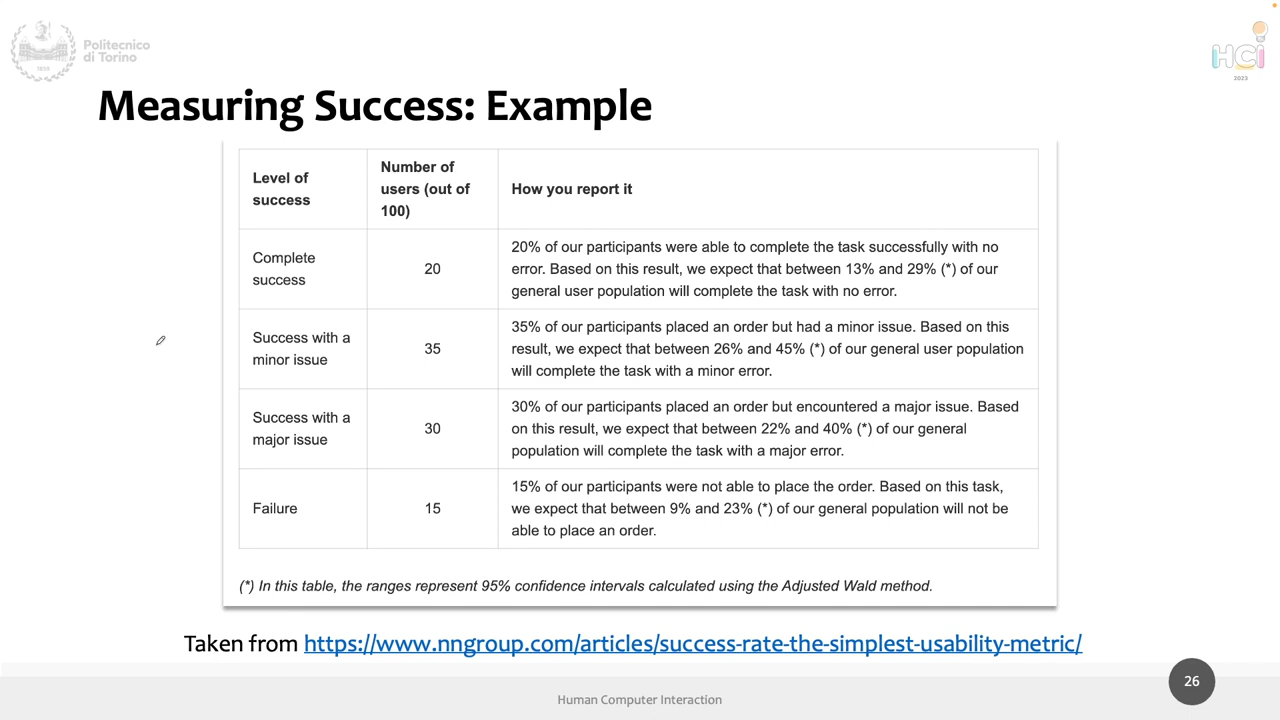 Politecnico
di Torino
1859
HCI
2023
Measuring Success: Example
Level of
success
Number of
users (out of
100)
How you report it
Complete
success
20
20% of our participants were able to complete the task successfully with no
error. Based on this result, we expect that between 13% and 29% (*) of our
general user population will complete the task with no error.
Success with a
minor issue
35
35% of our participants placed an order but had a minor issue. Based on this
result, we expect that between 26% and 45% (*) of our general user population
will complete the task with a minor error.
Success with a
major issue
30
30% of our participants placed an order but encountered a major issue. Based
on this result, we expect that between 22% and 40% (*) of our general
population will complete the task with a major error.
Failure
15
15% of our participants were not able to place the order. Based on this task,
we expect that between 9% and 23% (*) of our general population will not be
able to place an order.
(*) In this table, the ranges represent 95% confidence intervals calculated using the Adjusted Wald method.
Taken from https://www.nngroup.com/articles/success-rate-the-simplest-usability-metric/
26
Human Computer Interaction